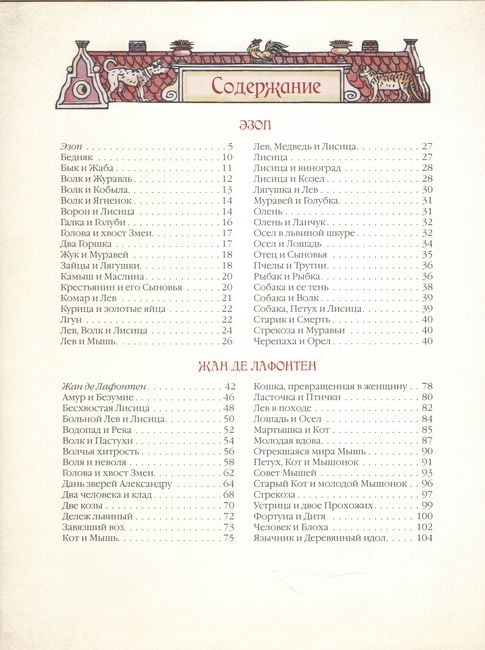 Содержание
ЭЗОП
Эзоп 5
Бедняк 10
Бык и Жаба 11
Волк и Журавль 12
Волк и Кобыла 13
Волк и Ягненок 14
Ворон и Лисица 14
Галка и Голуби 16
Голова и хвост Змеи 17
Два Горшка 17
Жук и Муравей 18
Зайцы и Лягушки 18
Камыш и Маслина 20
Крестьянин и его Сыновья 20
Комар и Лев 21
Курица и золотые яйца 22
Лгун 22
Лев, Волк и Лисица 24
Лев и Мышь 26
Лев, Медведь и Лисица 27
Лисица 27
Лисица и виноград 28
Лисица и Козел 28
Лягушка и Лев 30
Муравей и Голубка 31
Олень 31
Олень и Ланчук 32
Осел в львиной шкуре 32
Осел и Лошадь 34
Отец и Сыновья 35
Пчелы и Трутни 36
Рыбак и Рыбка 36
Собака и ее тень 38
Собака и Волк 39
Собака, Петух и Лисица 39
Старик и Смерть 40
Стрекоза и Муравьи 40
Черепаха и Орел 40
ЖАН ДЕ ЛАФОНТЕН
Жан де Лафонтен 42
Амур и Безумие 46
Бесхвостая Лисица 48
Больной Лев и Лисица 50
Водопад и Река 52
Волк и Пастухи 54
Волчья хитрость 56
Воля и неволя 58
Голова и хвост Змеи 62
Дань зверей Александру 64
Два человека и клад 68
Две козы 70
Дележ львиный 72
Завязший воз 73
Кот и Мышь 75
Кошка, превращенная в женщину 78
Ласточка и Птички 80
Лев в походе 82
Лошадь и Осел 84
Мартышка и Кот 85
Молодая вдова 87
Отрекшаяся мира Мышь 90
Петух, Кот и Мышонок 91
Совет Мышей 93
Старый Кот и молодой Мышонок 96
Стрекоза 97
Устрица и двое Прохожих 99
Фортуна и Дитя 100
Человек и Блоха 102
Язычник и Деревянный идол 104